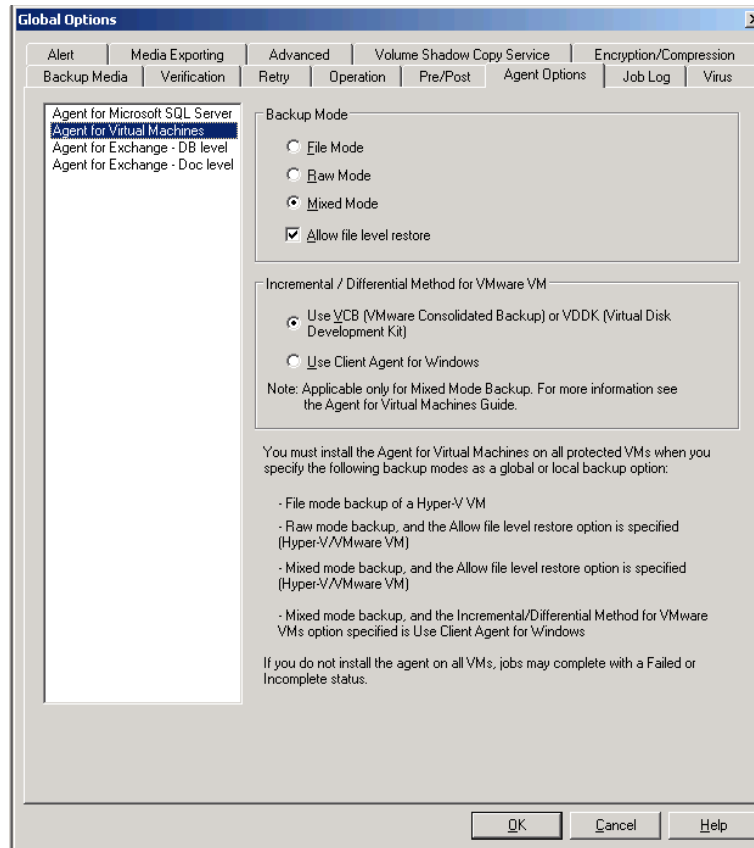 Global Options
Alert
Media Exporting
Advanced
Volume Shadow Copy Service
Encryption/Compression
Backup Media
Verification
Retry
Operation
Pre/Post
Agent Options
Job Log
Virus
Agent for Microsoft SQL Server
Agent for Virtual Machines
Agent for Exchange - DB level
Agent for Exchange - Doc level
Backup Mode
File Mode
Raw Mode
Mixed Mode
Allow file level restore
Incremental / Differential Method for VMware VM
Use VCB (VMware Consolidated Backup) or VDDK (Virtual Disk
Development Kit)
Use Client Agent for Windows
Note: Applicable only for Mixed Mode Backup. For more information see
the Agent for Virtual Machines Guide.
You must install the Agent for Virtual Machines on all protected VMs when you
specify the following backup modes as a global or local backup option:
- File mode backup of a Hyper-V VM
- Raw mode backup, and the Allow file level restore option is specified
(Hyper-V/VMware VM)
- Mixed mode backup, and the Allow file level restore option is specified
(Hyper-V/VMware VM)
- Mixed mode backup, and the Incremental/Differential Method for VMware
VMs option specified is Use Client Agent for Windows
If you do not install the agent on all VMs, jobs may complete with a Failed or
Incomplete status.
OK
Cancel
Help